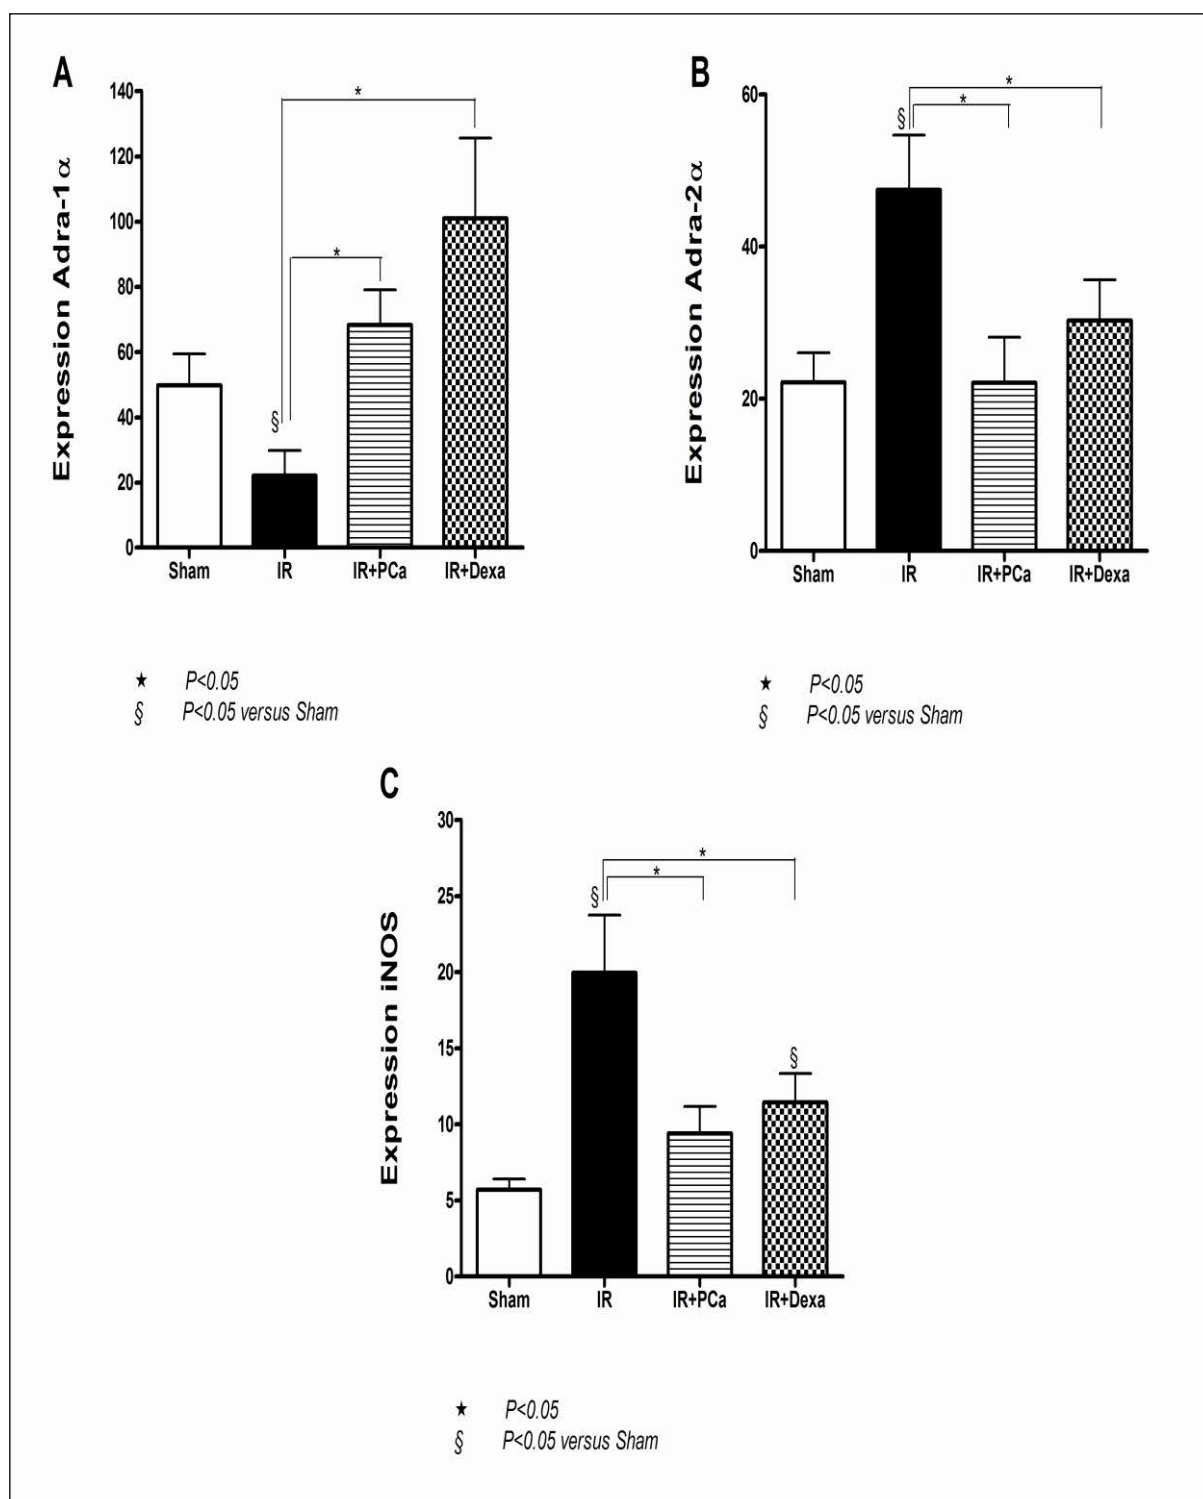 A
Expression Adra-1α
140
120
100
80
60
40
20
0
*
*
§
Sham IR IR+PCa IR+Dexa
★ P<0.05
§ P<0.05 versus Sham
B
Expression Adra-2α
60
40
20
0
*
*
§
Sham IR IR+PCa IR+Dexa
★ P<0.05
§ P<0.05 versus Sham
C
Expression iNOS
30
25
20
15
10
5
0
*
*
§
§
Sham IR IR+PCa IR+Dexa
★ P<0.05
§ P<0.05 versus Sham